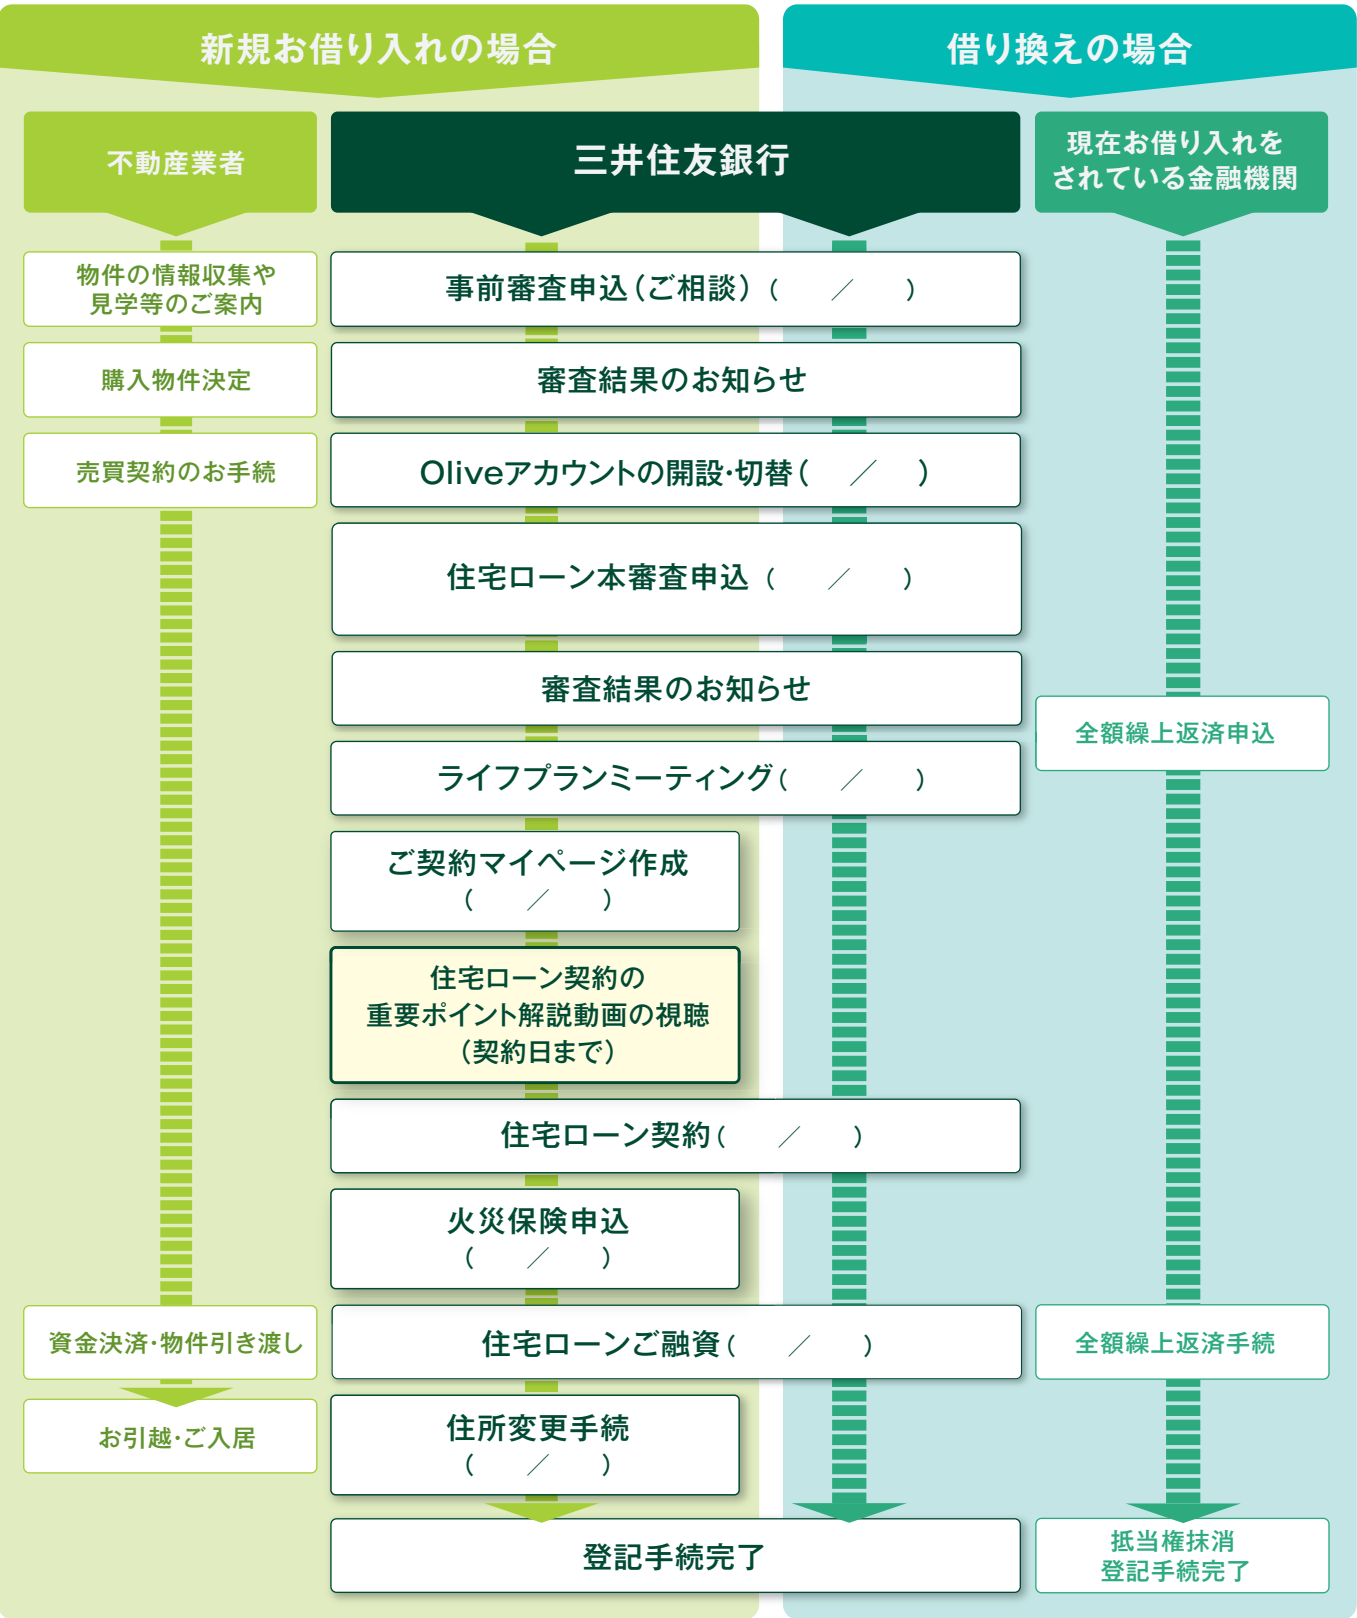 新規お借り入れの場合
借り換えの場合
不動産業者
三井住友銀行
現在お借り入れを
されている金融機関
物件の情報収集や
見学等のご案内
事前審査申込(ご相談)( ／ )
購入物件決定
審査結果のお知らせ
売買契約のお手続
Oliveアカウントの開設・切替( ／ )
住宅ローン本審査申込 ( ／ )
審査結果のお知らせ
全額繰上返済申込
ライフプランミーティング( ／ )
ご契約マイページ作成
( ／ )
住宅ローン契約の
重要ポイント解説動画の視聴
(契約日まで)
住宅ローン契約( ／ )
火災保険申込
( ／ )
資金決済・物件引き渡し
住宅ローンご融資( ／ )
全額繰上返済手続
お引越・ご入居
住所変更手続
( ／ )
登記手続完了
抵当権抹消
登記手続完了